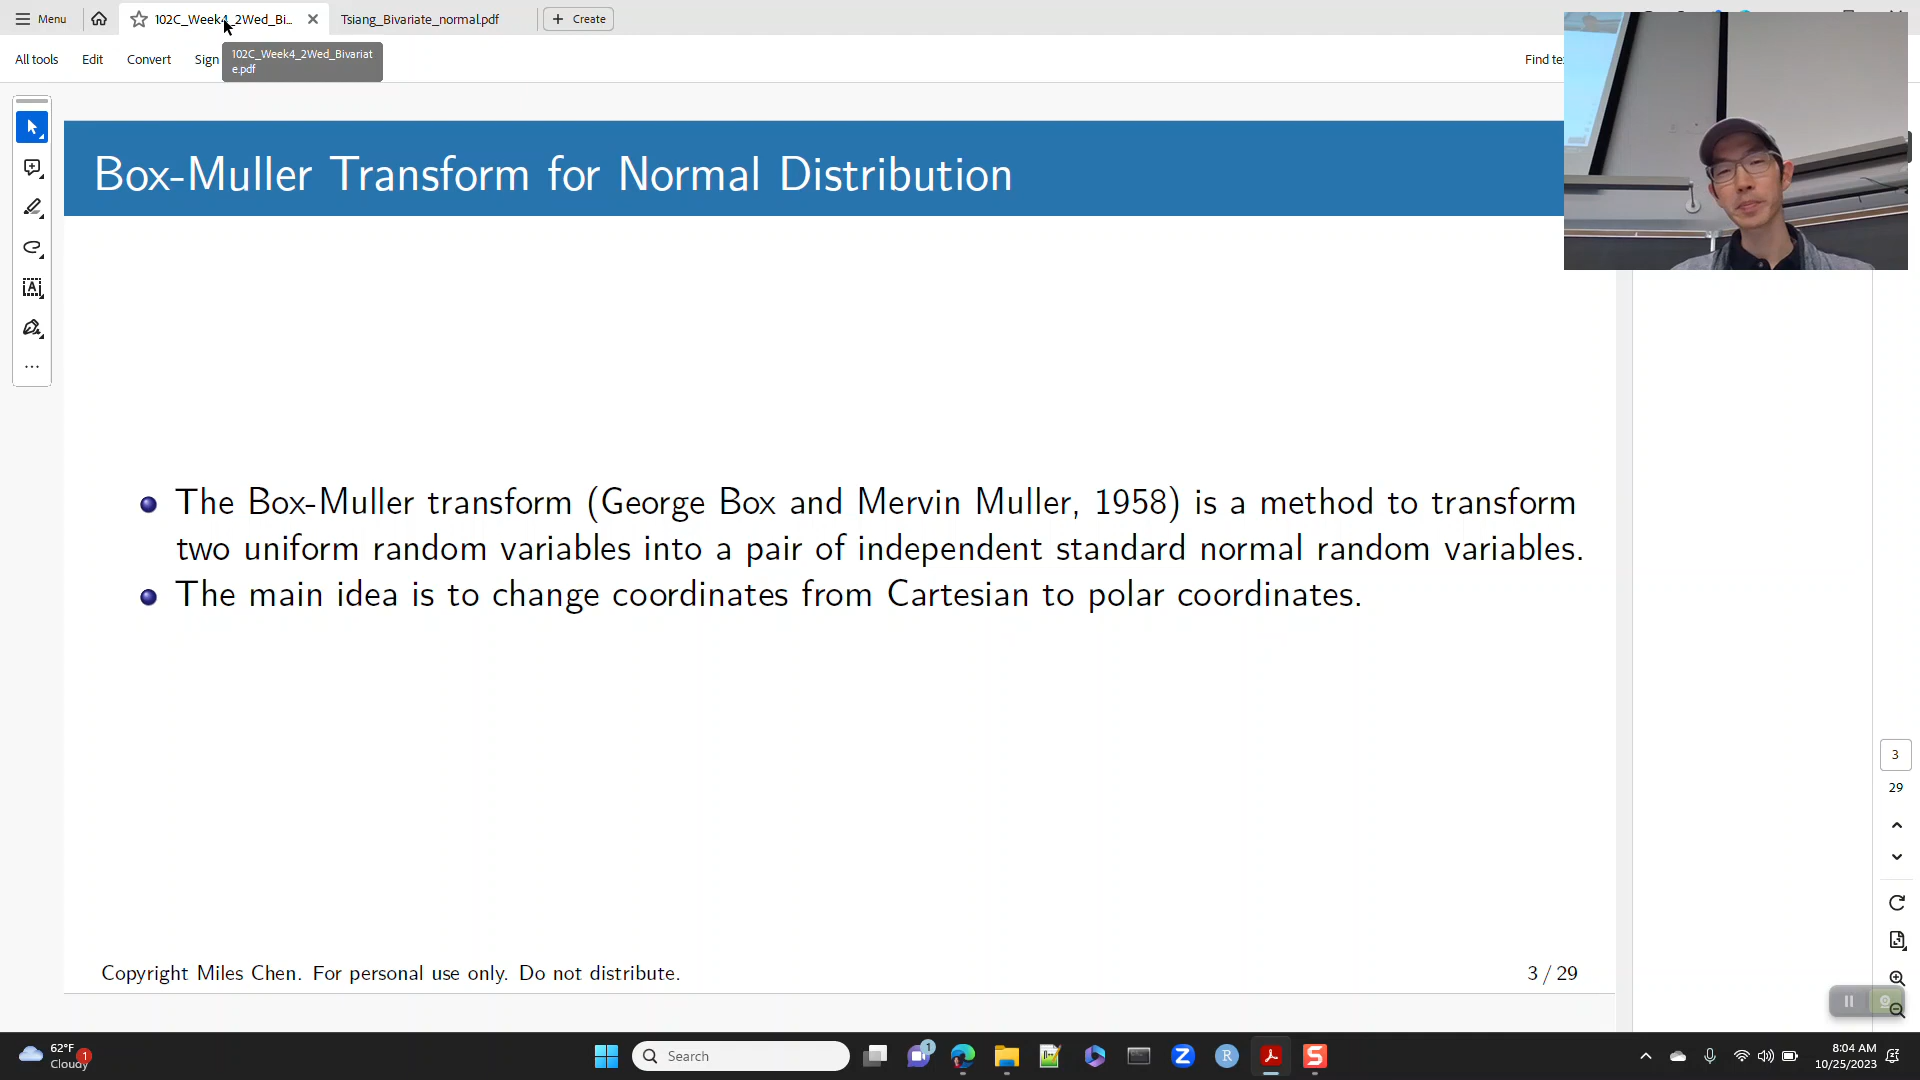 Menu
102C_Week4_2Wed_Bi...
Tsiang_Bivariate_normal.pdf
Create
All tools
Edit
Convert
Sign
102C_Week4_2Wed_Bivariat
e.pdf
Box-Muller Transform for Normal Distribution
The Box-Muller transform (George Box and Mervin Muller, 1958) is a method to transform
two uniform random variables into a pair of independent standard normal random variables.
The main idea is to change coordinates from Cartesian to polar coordinates.
Copyright Miles Chen. For personal use only. Do not distribute.
3 / 29
3
29
62°F
Cloudy
1
Search
1
8:04 AM
10/25/2023